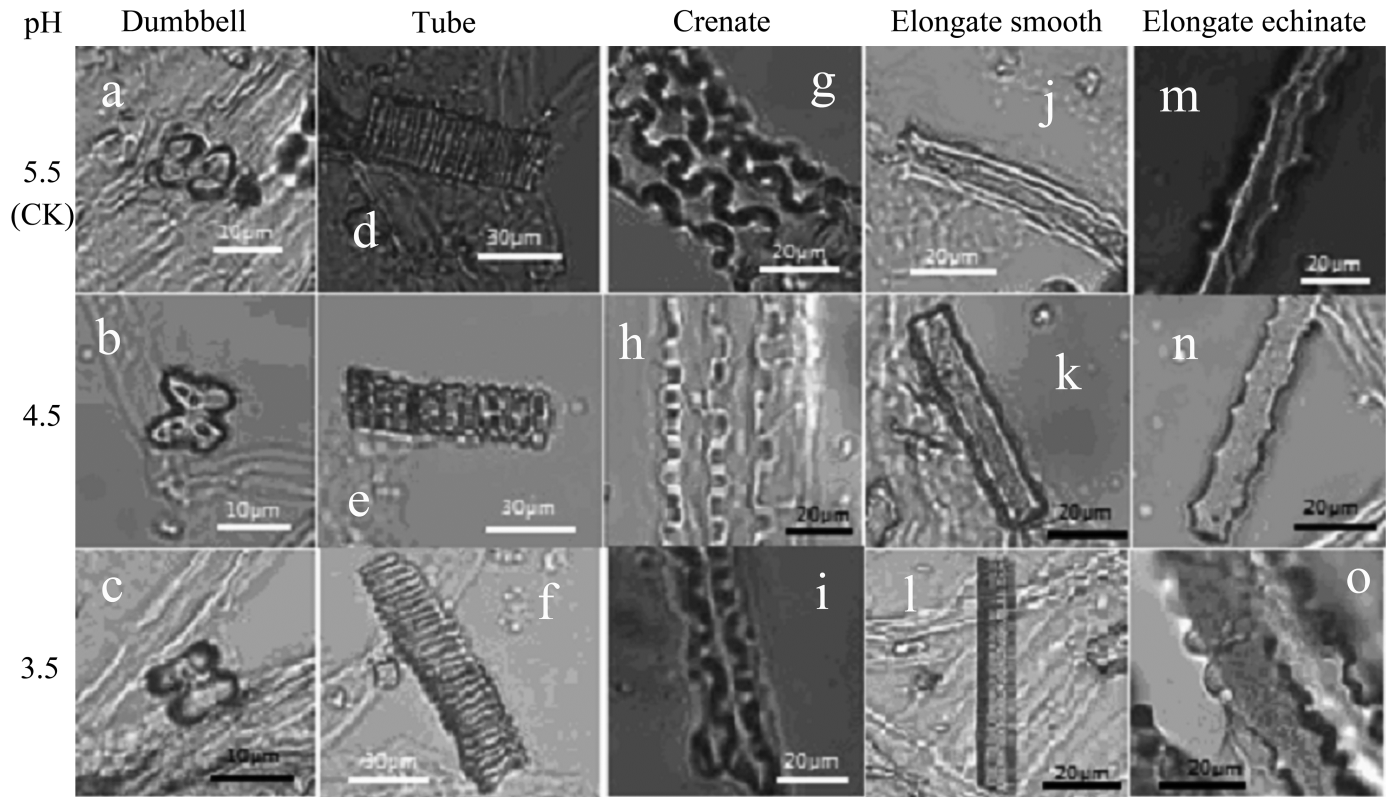 pH Dumbbell Tube Crenate Elongate smooth Elongate echinate
5.5
(CK)
a d g j m
10μm 30μm 20μm 20μm 20μm
4.5
b e h k n
10μm 30μm 20μm 20μm 20μm
3.5
c f i l o
10μm 30μm 20μm 20μm 20μm